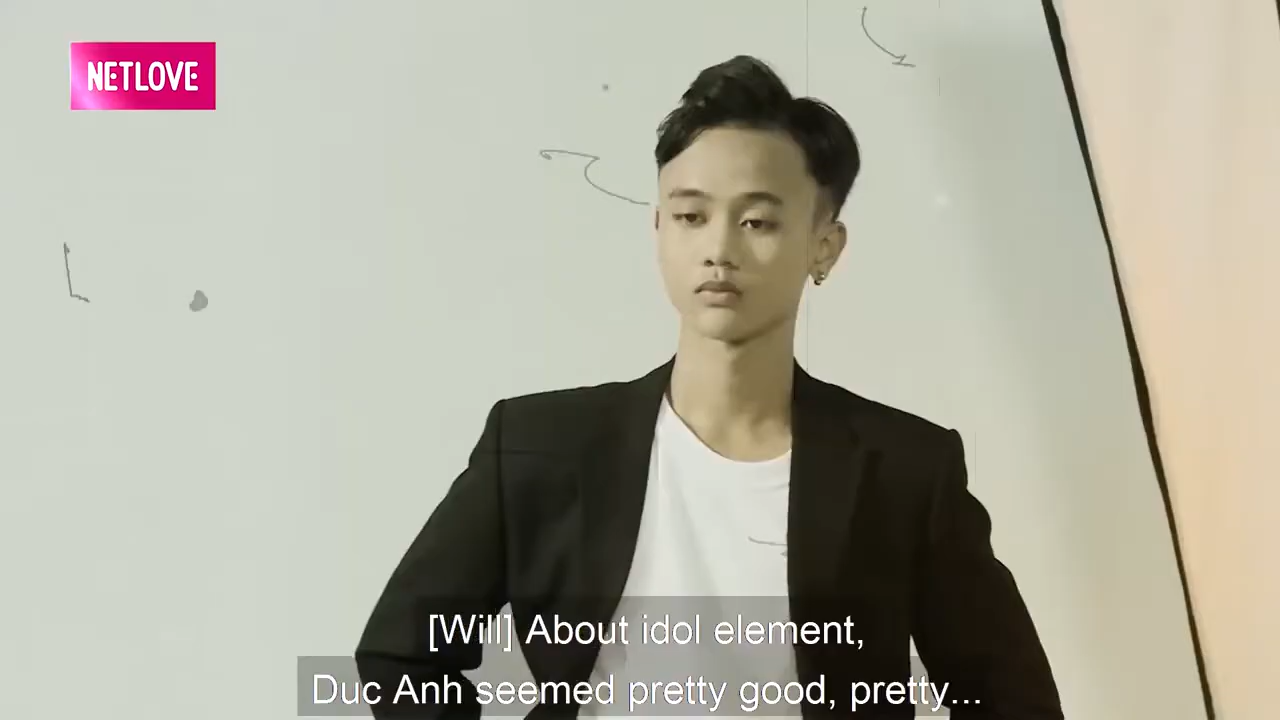 NETLOVE
[Will] About idol element,
Duc Anh seemed pretty good, pretty...